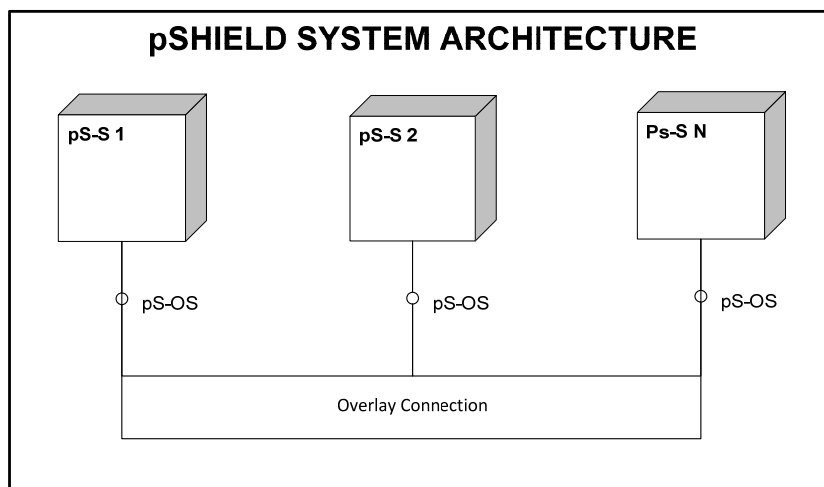 pSHIELD SYSTEM ARCHITECTURE
pS-S 1
pS-S 2
Ps-S N
pS-OS
pS-OS
pS-OS
Overlay Connection